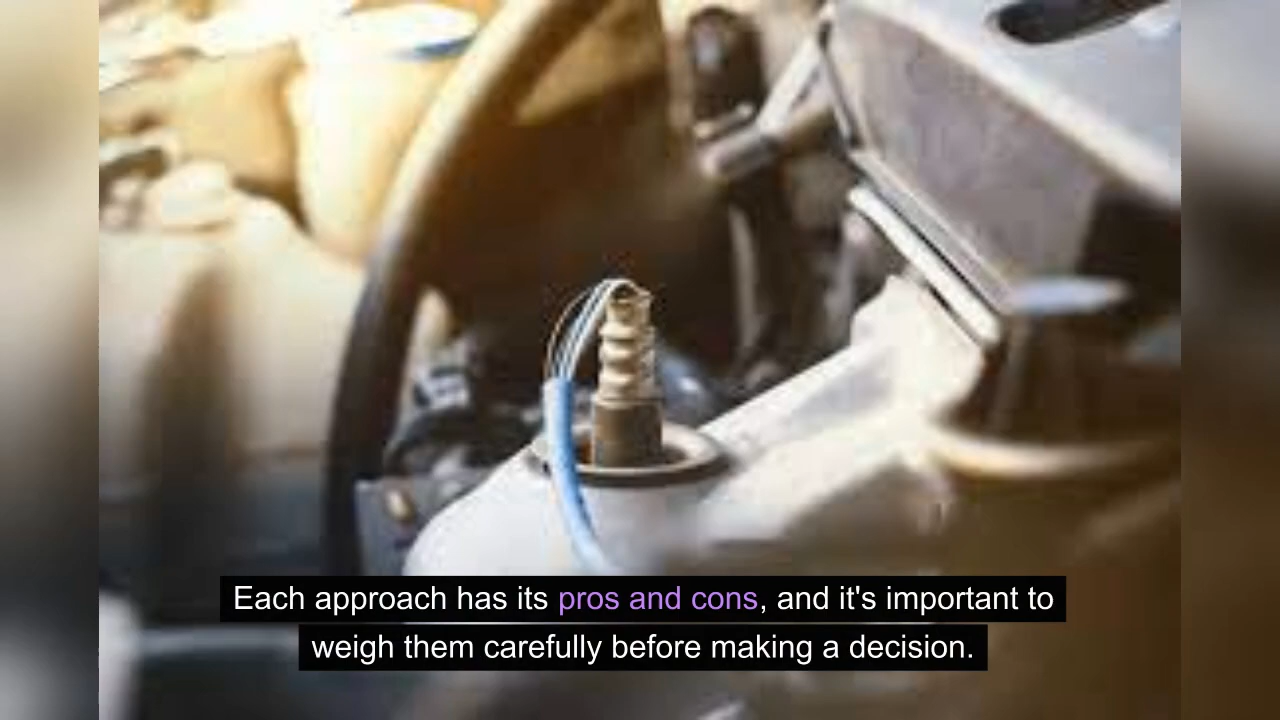 Each approach has its pros and cons, and it's important to
weigh them carefully before making a decision.